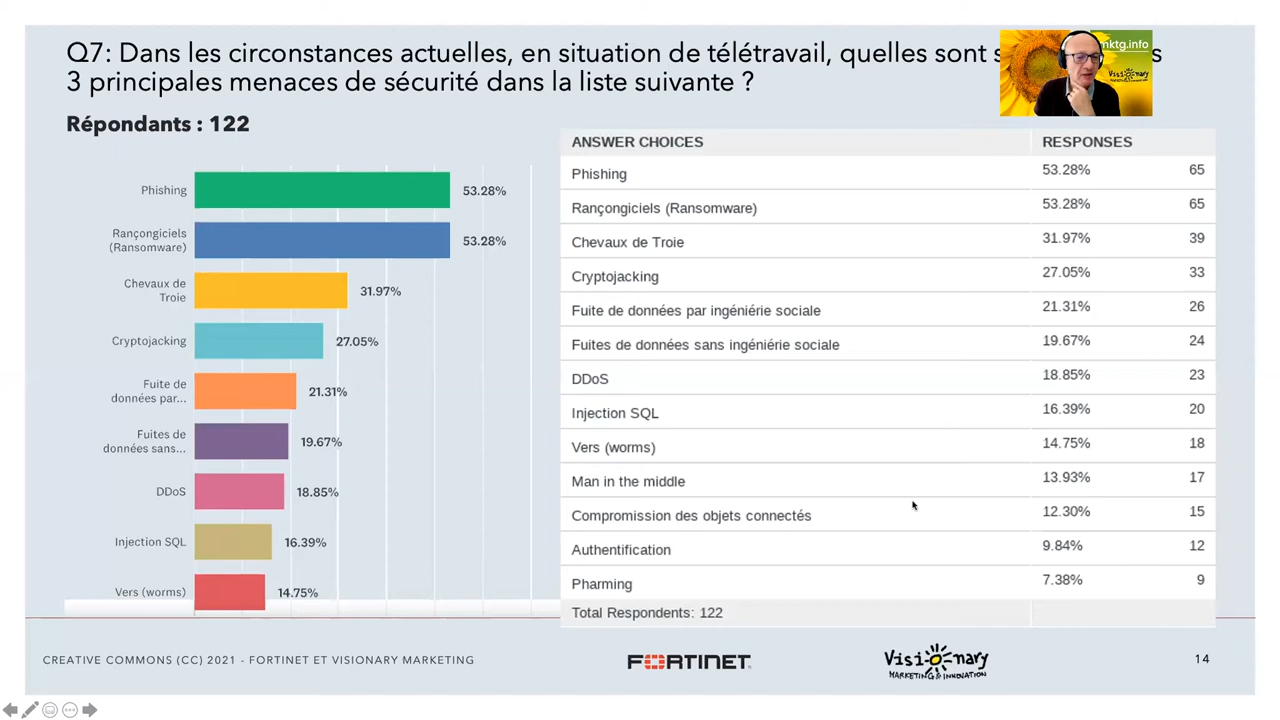 Q7: Dans les circonstances actuelles, en situation de télétravail, quelles sont s
3 principales menaces de sécurité dans la liste suivante ?
nktg.info
Visionary
Répondants : 122
Phishing
53.28%
Rançongiciels
(Ransomware)
53.28%
Chevaux de
Troie
31.97%
Cryptojacking
27.05%
Fuite de
données par...
21.31%
Fuites de
données sans...
19.67%
DDoS
18.85%
Injection SQL
16.39%
Vers (worms)
14.75%
ANSWER CHOICES RESPONSES
Phishing 53.28% 65
Rançongiciels (Ransomware) 53.28% 65
Chevaux de Troie 31.97% 39
Cryptojacking 27.05% 33
Fuite de données par ingéniérie sociale 21.31% 26
Fuites de données sans ingéniérie sociale 19.67% 24
DDoS 18.85% 23
Injection SQL 16.39% 20
Vers (worms) 14.75% 18
Man in the middle 13.93% 17
Compromission des objets connectés 12.30% 15
Authentification 9.84% 12
Pharming 7.38% 9
Total Respondents: 122
CREATIVE COMMONS (CC) 2021 - FORTINET ET VISIONARY MARKETING
FORTINET
Visionary
MARKETING & INNOVATION
14